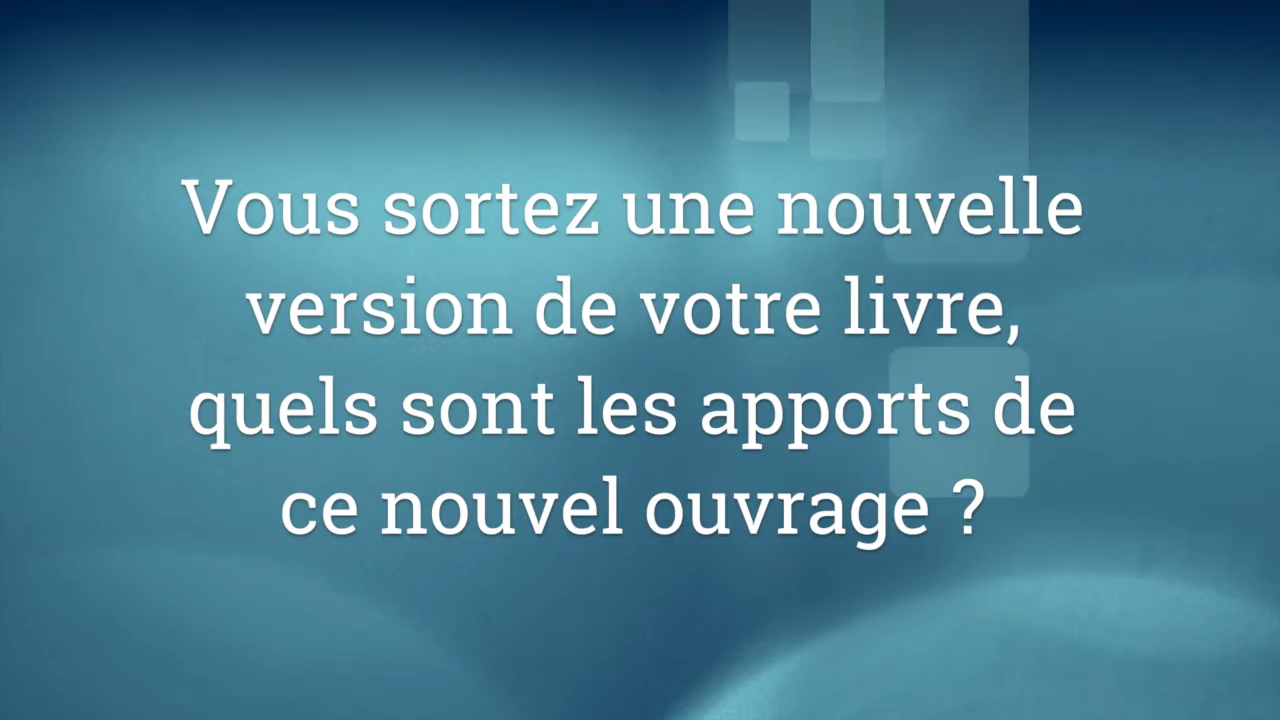 Vous sortez une nouvelle
version de votre livre,
quels sont les apports de
ce nouvel ouvrage ?